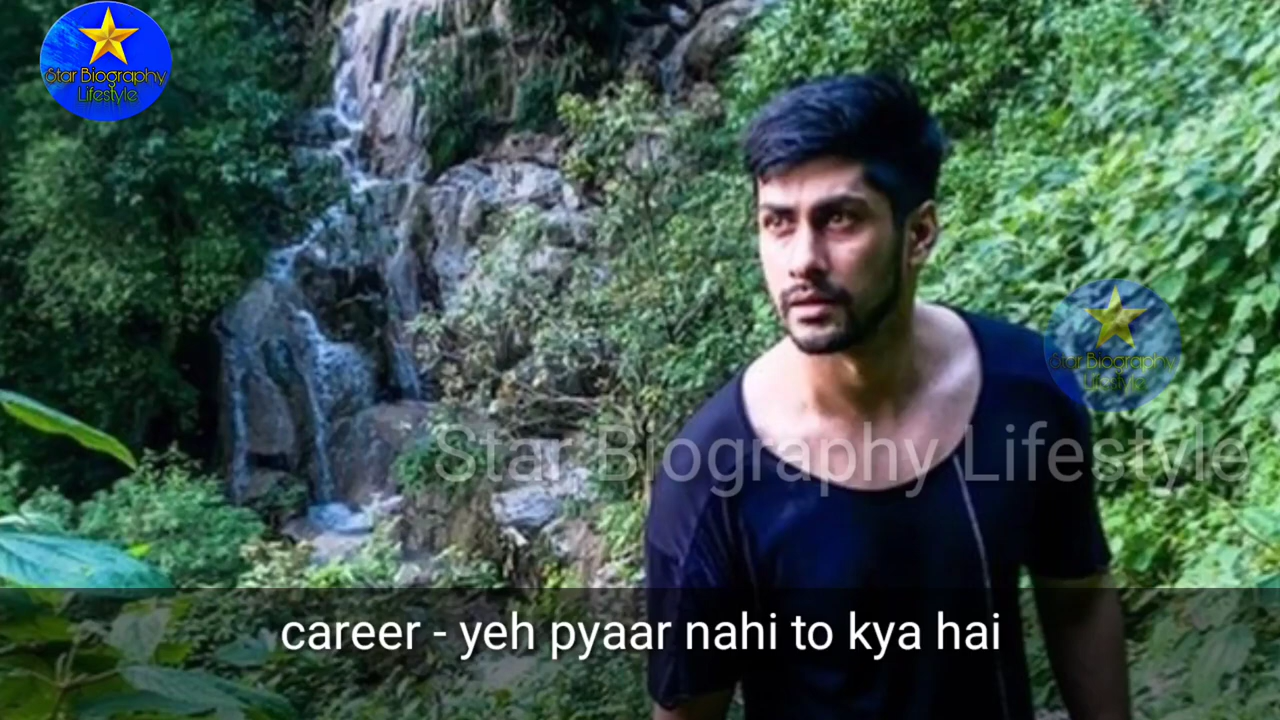 Star Biography
Lifestyle
Star Biography
Lifestyle
Star Biography Lifestyle
career - yeh pyaar nahi to kya hai